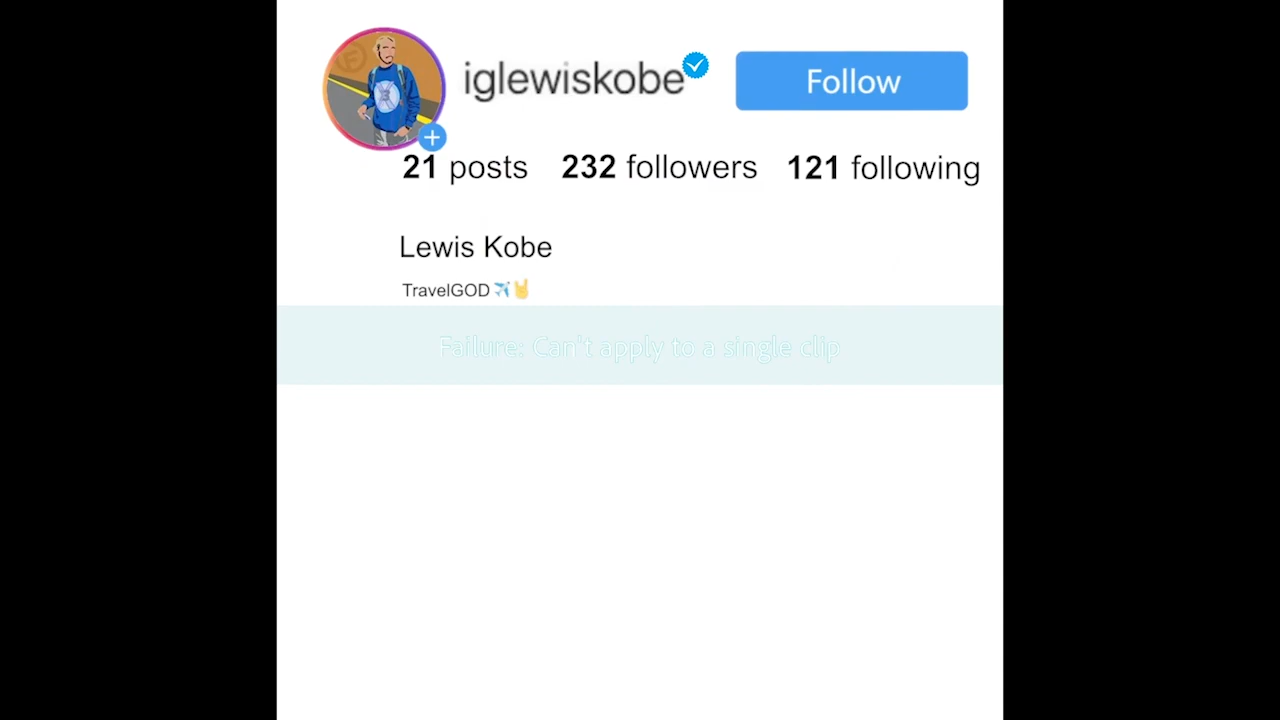 iglewiskobe
Follow
21 posts 232 followers 121 following
Lewis Kobe
TravelGOD✈️🤘
Failure: Can't apply to a single clip